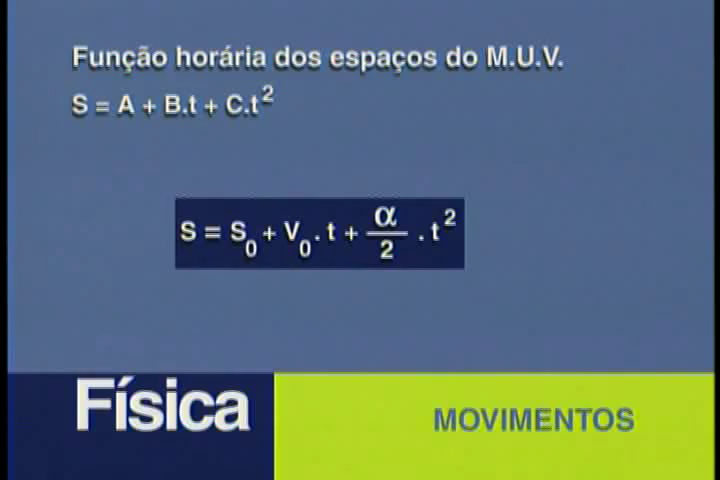 Função horária dos espaços do M.U.V.
S = A + B.t + C.t²
S = S₀ + V₀ . t + α/2 . t²
Física
MOVIMENTOS